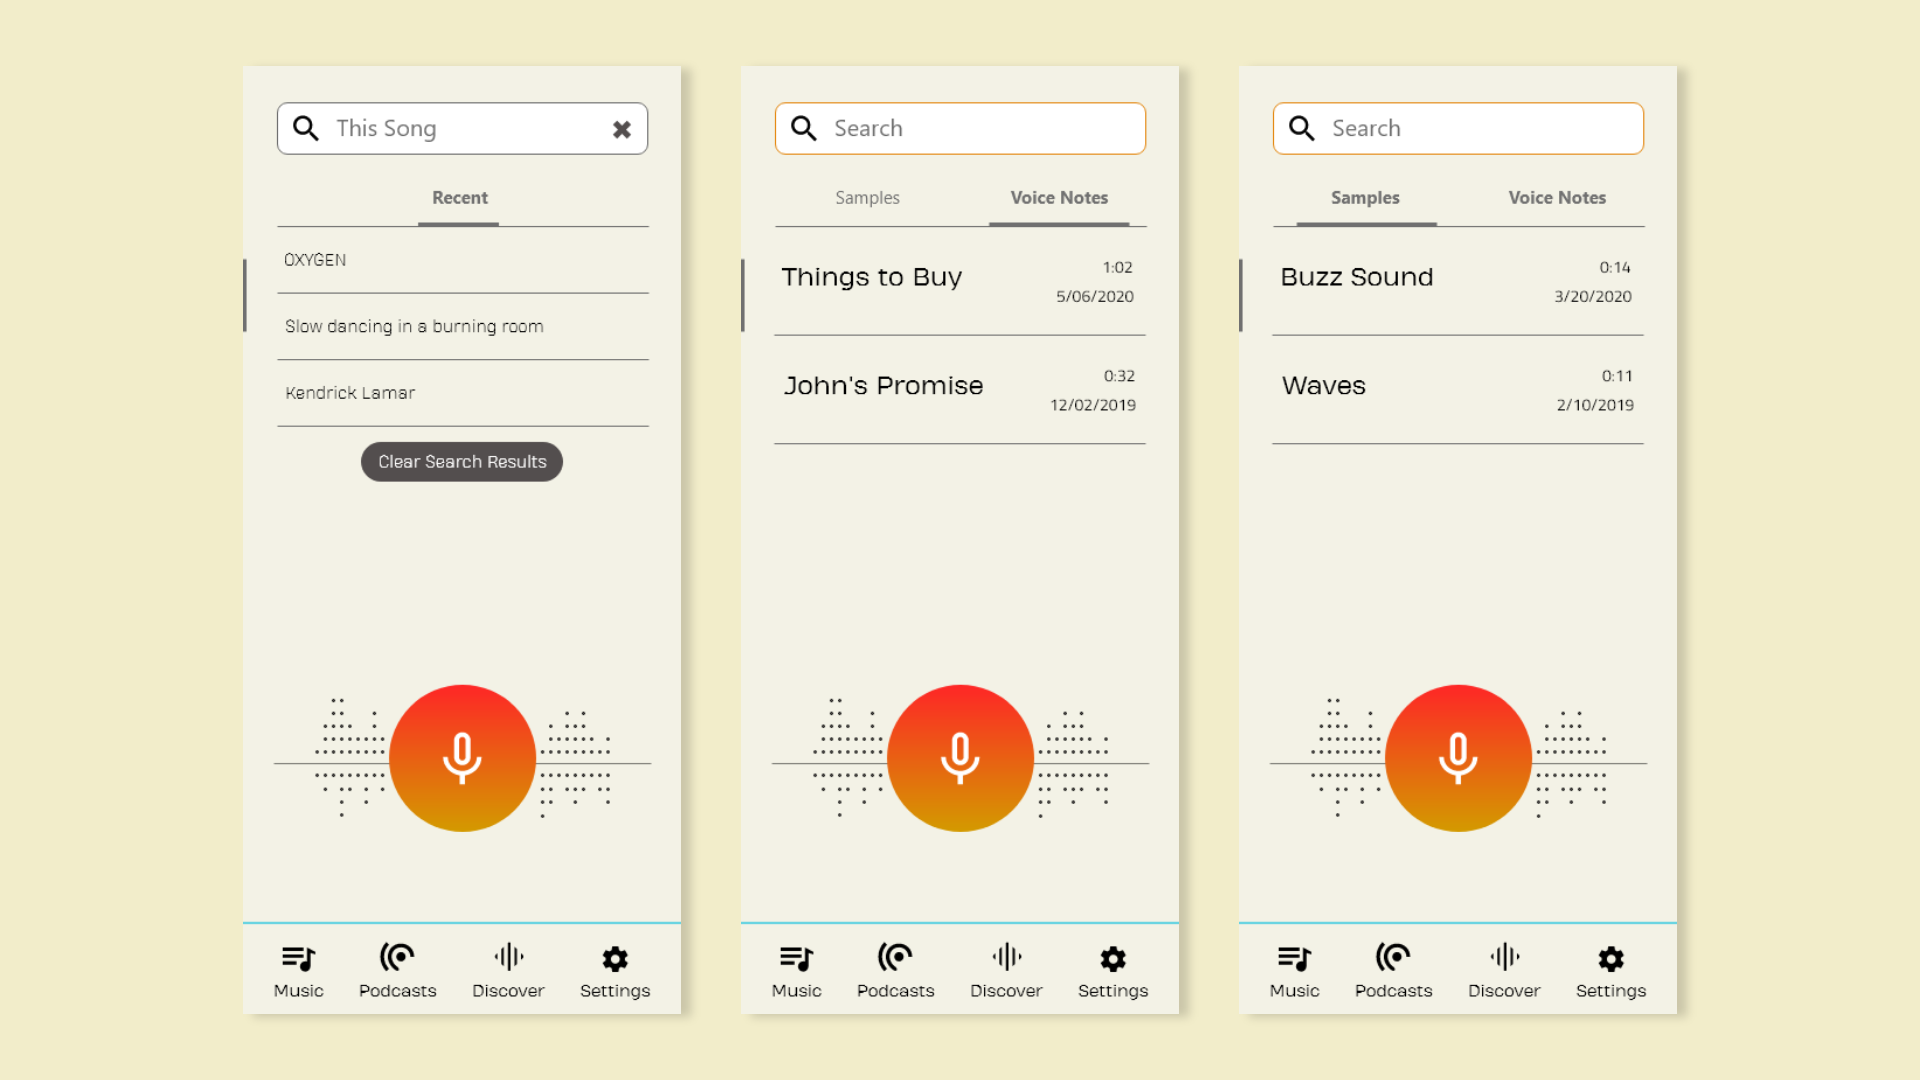 This Song
Recent
OXYGEN
Slow dancing in a burning room
Kendrick Lamar
Clear Search Results
Music Podcasts Discover Settings
Search
Samples Voice Notes
Things to Buy
1:02
5/06/2020
John's Promise
0:32
12/02/2019
Music Podcasts Discover Settings
Search
Samples Voice Notes
Buzz Sound
0:14
3/20/2020
Waves
0:11
2/10/2019
Music Podcasts Discover Settings